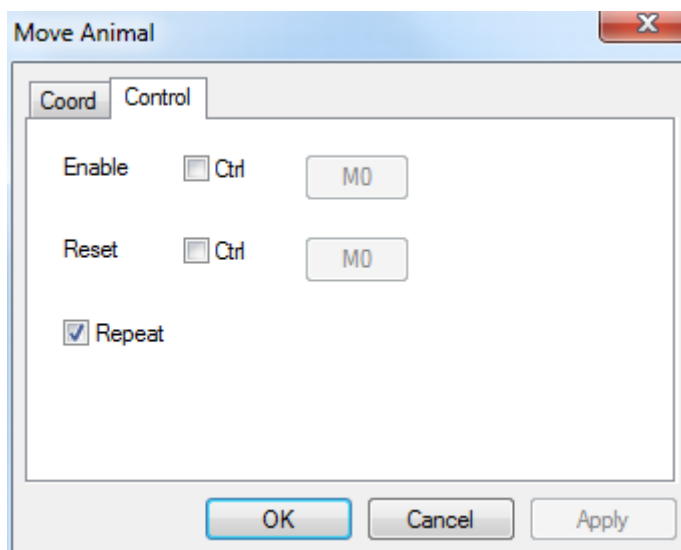 Move Animal
Coord Control
Enable Ctrl M0
Reset Ctrl M0
Repeat
OK Cancel Apply